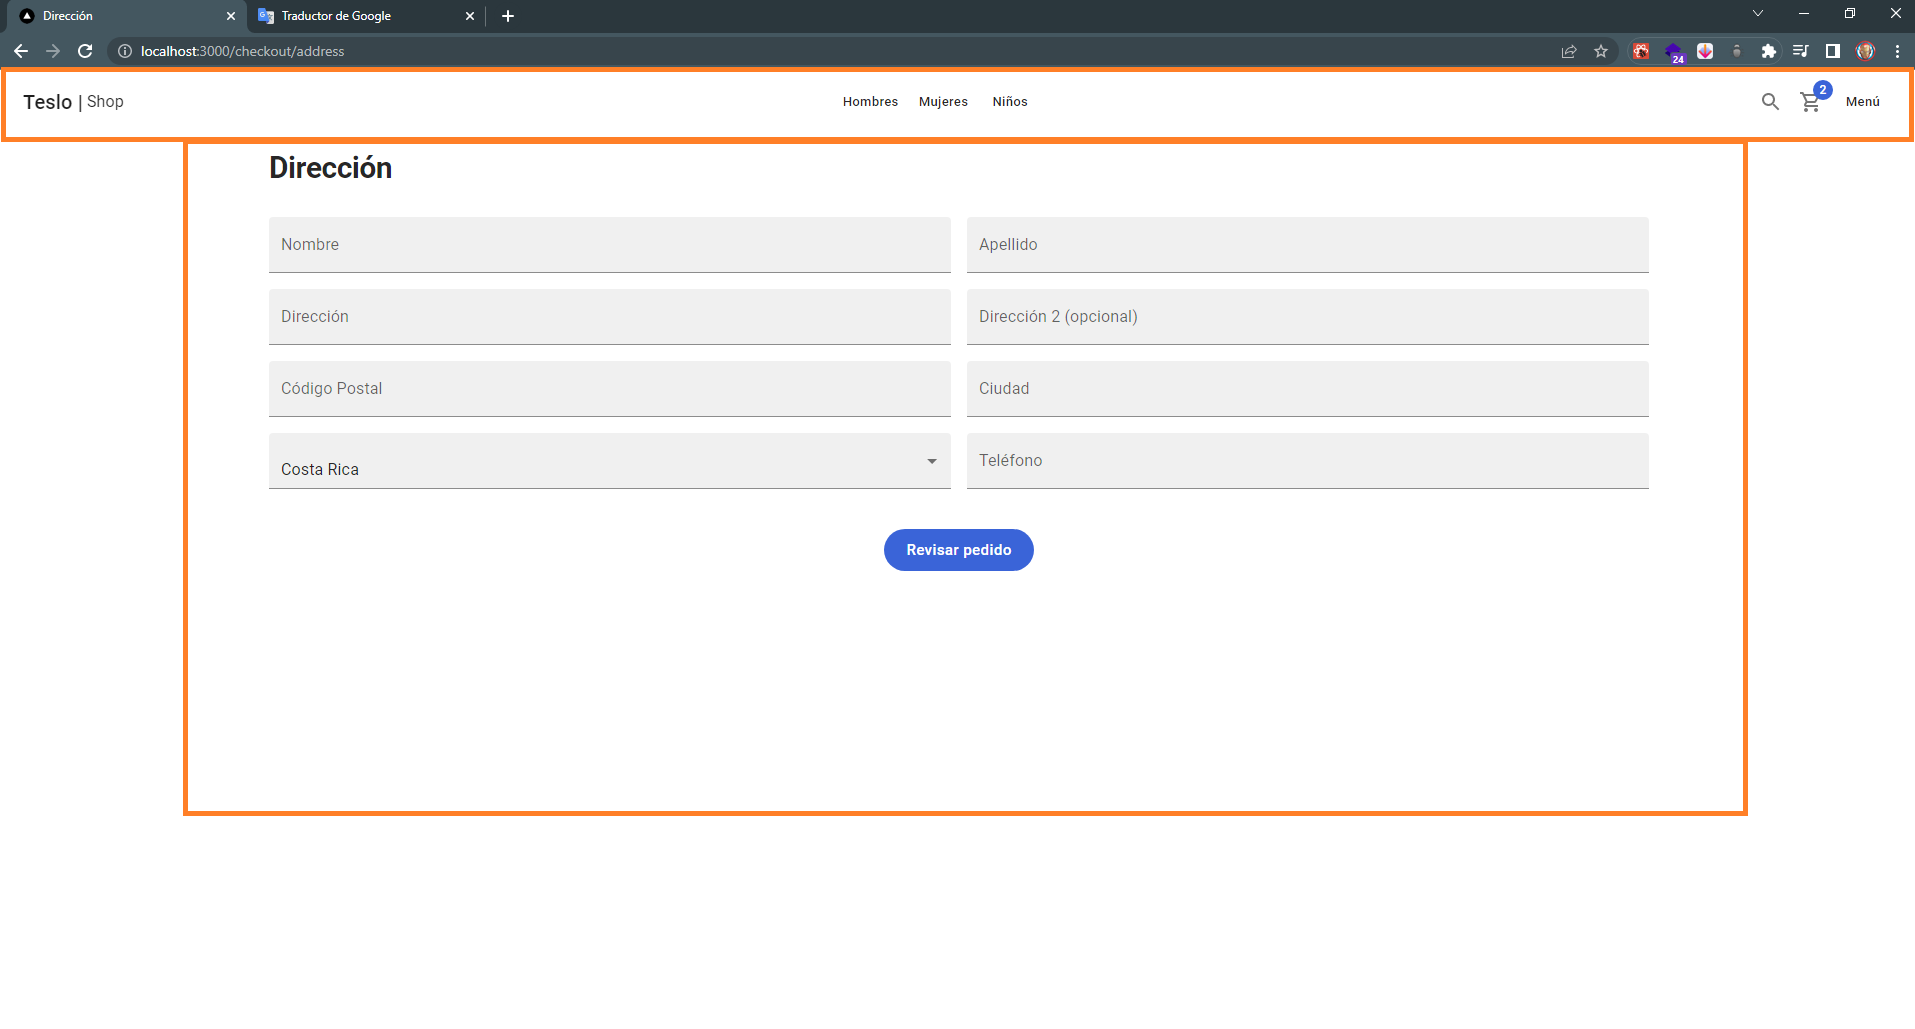 Dirección
Traductor de Google
localhost:3000/checkout/address
24
Teslo | Shop
Hombres Mujeres Niños
2
Menú
Dirección
Nombre
Apellido
Dirección
Dirección 2 (opcional)
Código Postal
Ciudad
Costa Rica
Teléfono
Revisar pedido